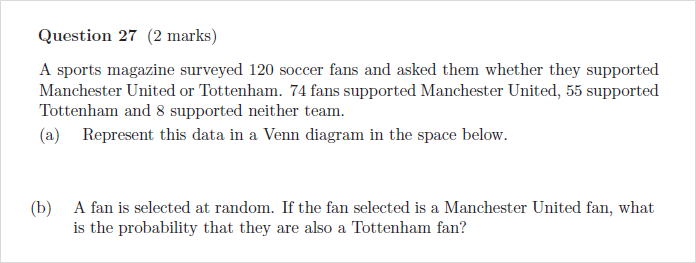 Question 27 (2 marks)
A sports magazine surveyed 120 soccer fans and asked them whether they supported
Manchester United or Tottenham. 74 fans supported Manchester United, 55 supported
Tottenham and 8 supported neither team.
(a) Represent this data in a Venn diagram in the space below.
(b) A fan is selected at random. If the fan selected is a Manchester United fan, what
is the probability that they are also a Tottenham fan?